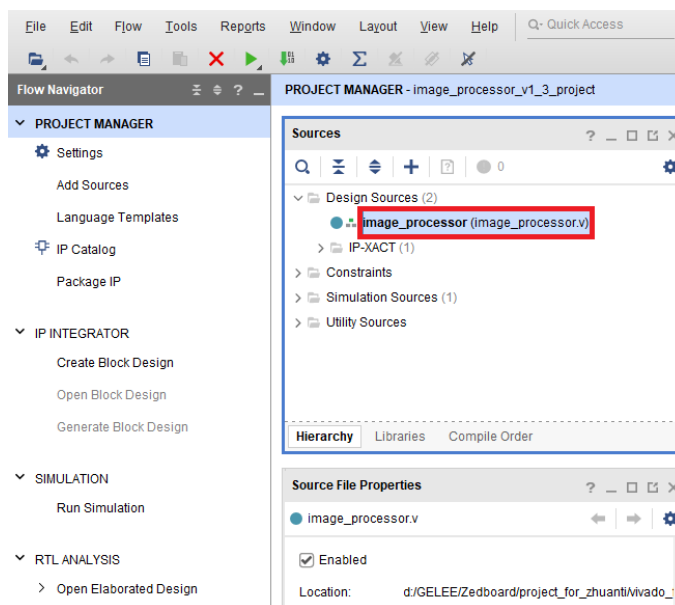 File Edit Flow Tools Reports Window Layout View Help Q- Quick Access
Flow Navigator
PROJECT MANAGER - image_processor_v1_3_project
PROJECT MANAGER
Settings
Add Sources
Language Templates
IP Catalog
Package IP
IP INTEGRATOR
Create Block Design
Open Block Design
Generate Block Design
SIMULATION
Run Simulation
RTL ANALYSIS
Open Elaborated Design
Sources
0
Design Sources (2)
image_processor (image_processor.v)
IP-XACT (1)
Constraints
Simulation Sources (1)
Utility Sources
Hierarchy Libraries Compile Order
Source File Properties
image_processor.v
Enabled
Location: d:/GELEE/Zedboard/project_for_zhuanti/vivado_